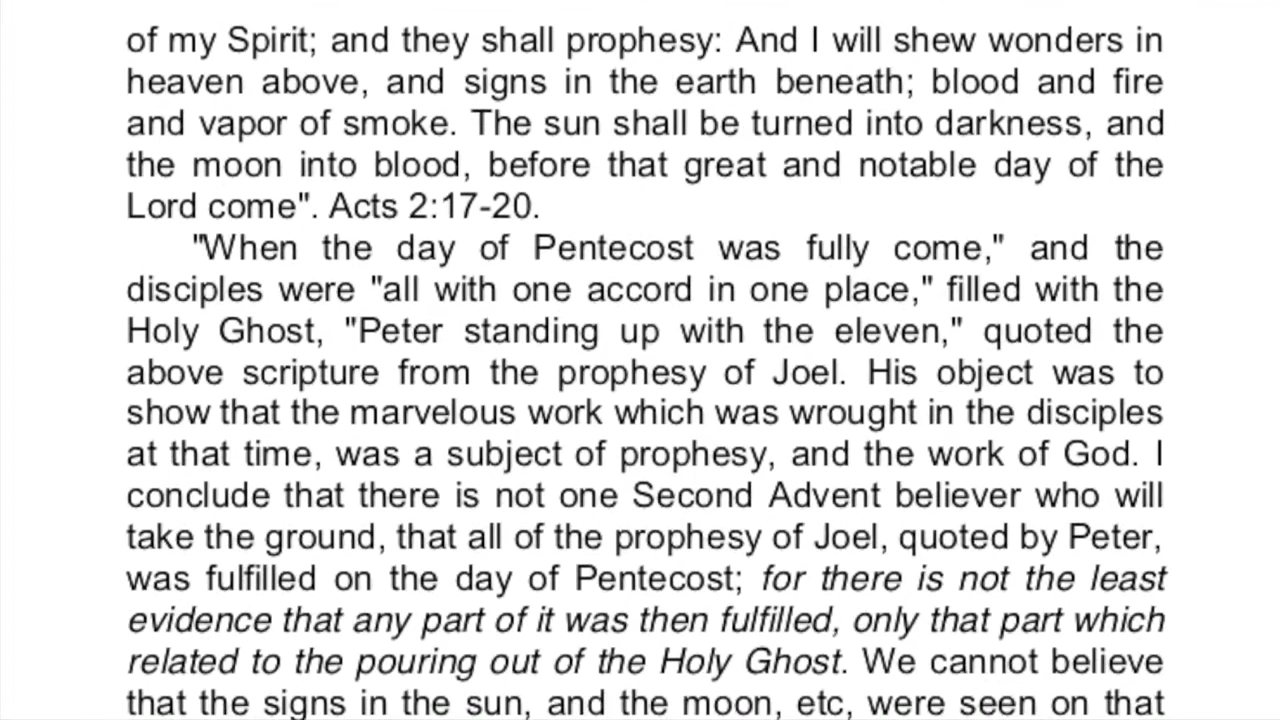 of my Spirit; and they shall prophesy: And I will shew wonders in
heaven above, and signs in the earth beneath; blood and fire
and vapor of smoke. The sun shall be turned into darkness, and
the moon into blood, before that great and notable day of the
Lord come". Acts 2:17-20.
"When the day of Pentecost was fully come," and the
disciples were "all with one accord in one place," filled with the
Holy Ghost, "Peter standing up with the eleven," quoted the
above scripture from the prophesy of Joel. His object was to
show that the marvelous work which was wrought in the disciples
at that time, was a subject of prophesy, and the work of God. I
conclude that there is not one Second Advent believer who will
take the ground, that all of the prophesy of Joel, quoted by Peter,
was fulfilled on the day of Pentecost; for there is not the least
evidence that any part of it was then fulfilled, only that part which
related to the pouring out of the Holy Ghost. We cannot believe
that the signs in the sun, and the moon, etc, were seen on that